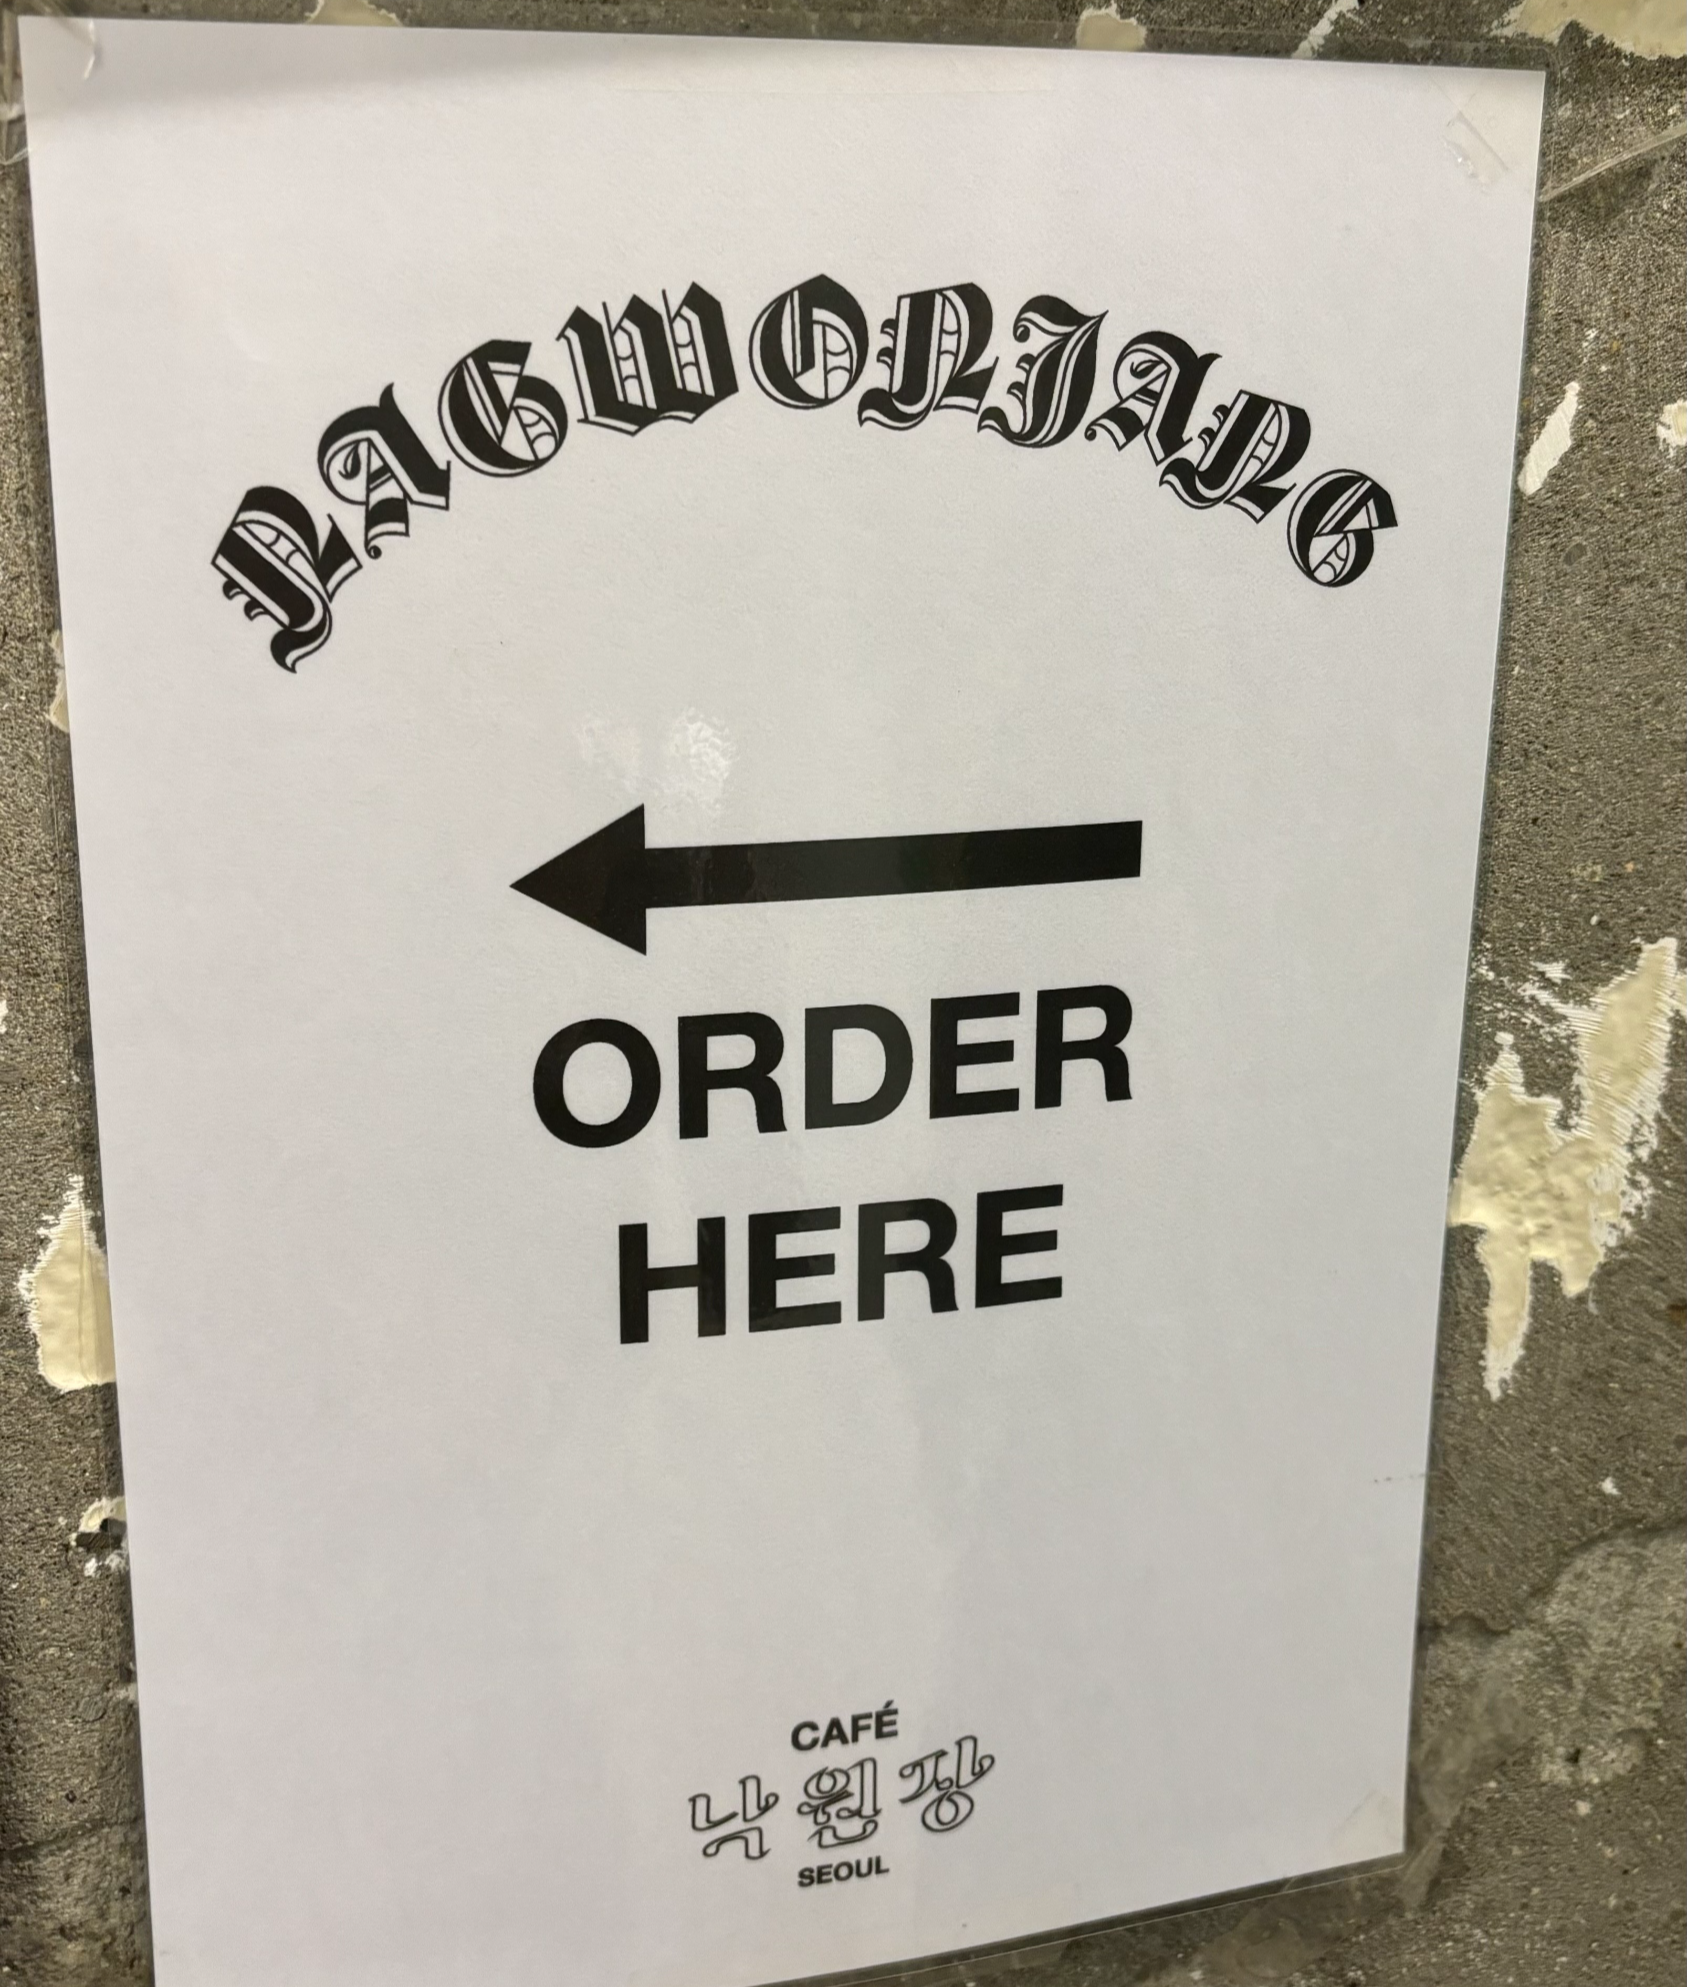 NAGWONJANG
ORDER
HERE
CAFÉ
낙원장
SEOUL